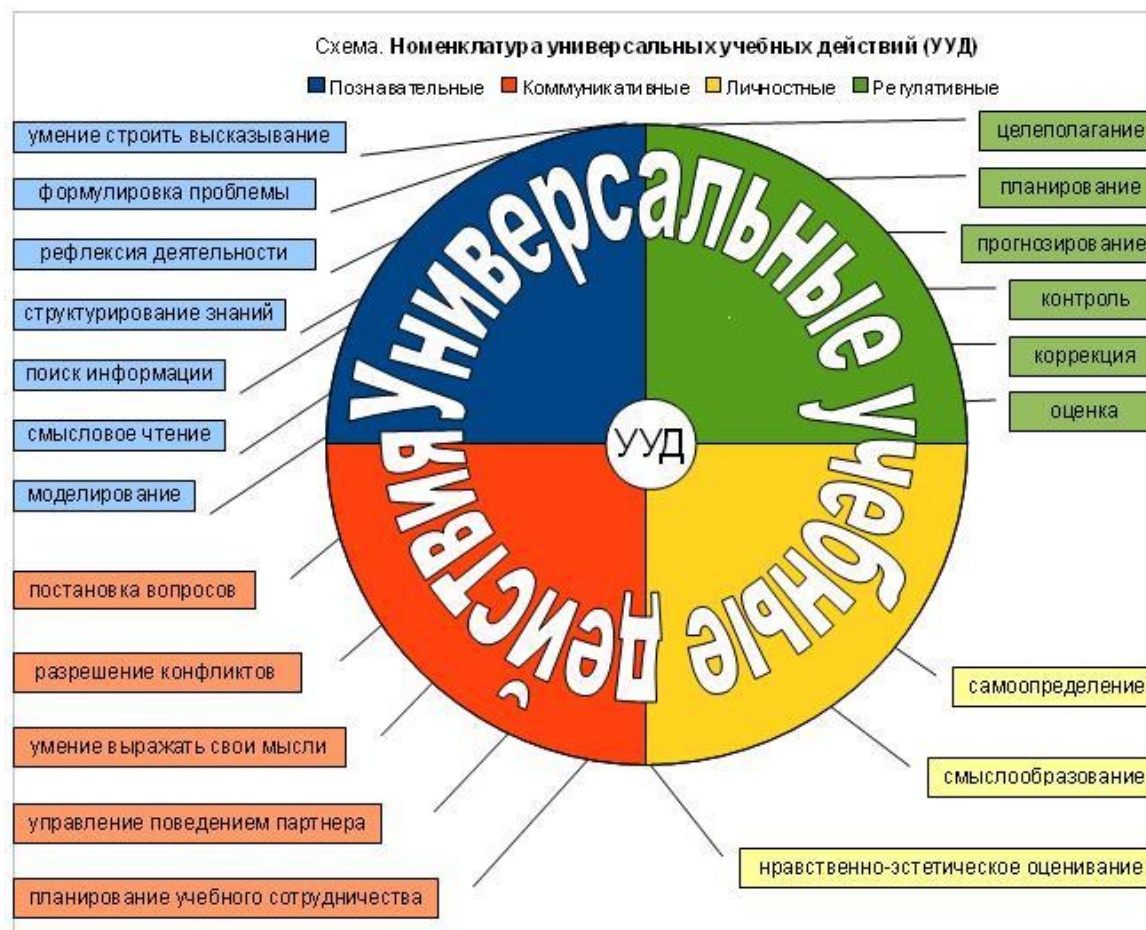 Схема. Номенклатура универсальных учебных действий (УУД)
Познавательные Коммуникативные Личностные Регулятивные
умение строить высказывание
формулировка проблемы
рефлексия деятельности
структурирование знаний
поиск информации
смысловое чтение
моделирование
постановка вопросов
разрешение конфликтов
умение выражать свои мысли
управление поведением партнера
планирование учебного сотрудничества
Универсальные учебные действия
УУД
целеполагание
планирование
прогнозирование
контроль
коррекция
оценка
самоопределение
смыслообразование
нравственно-эстетическое оценивание